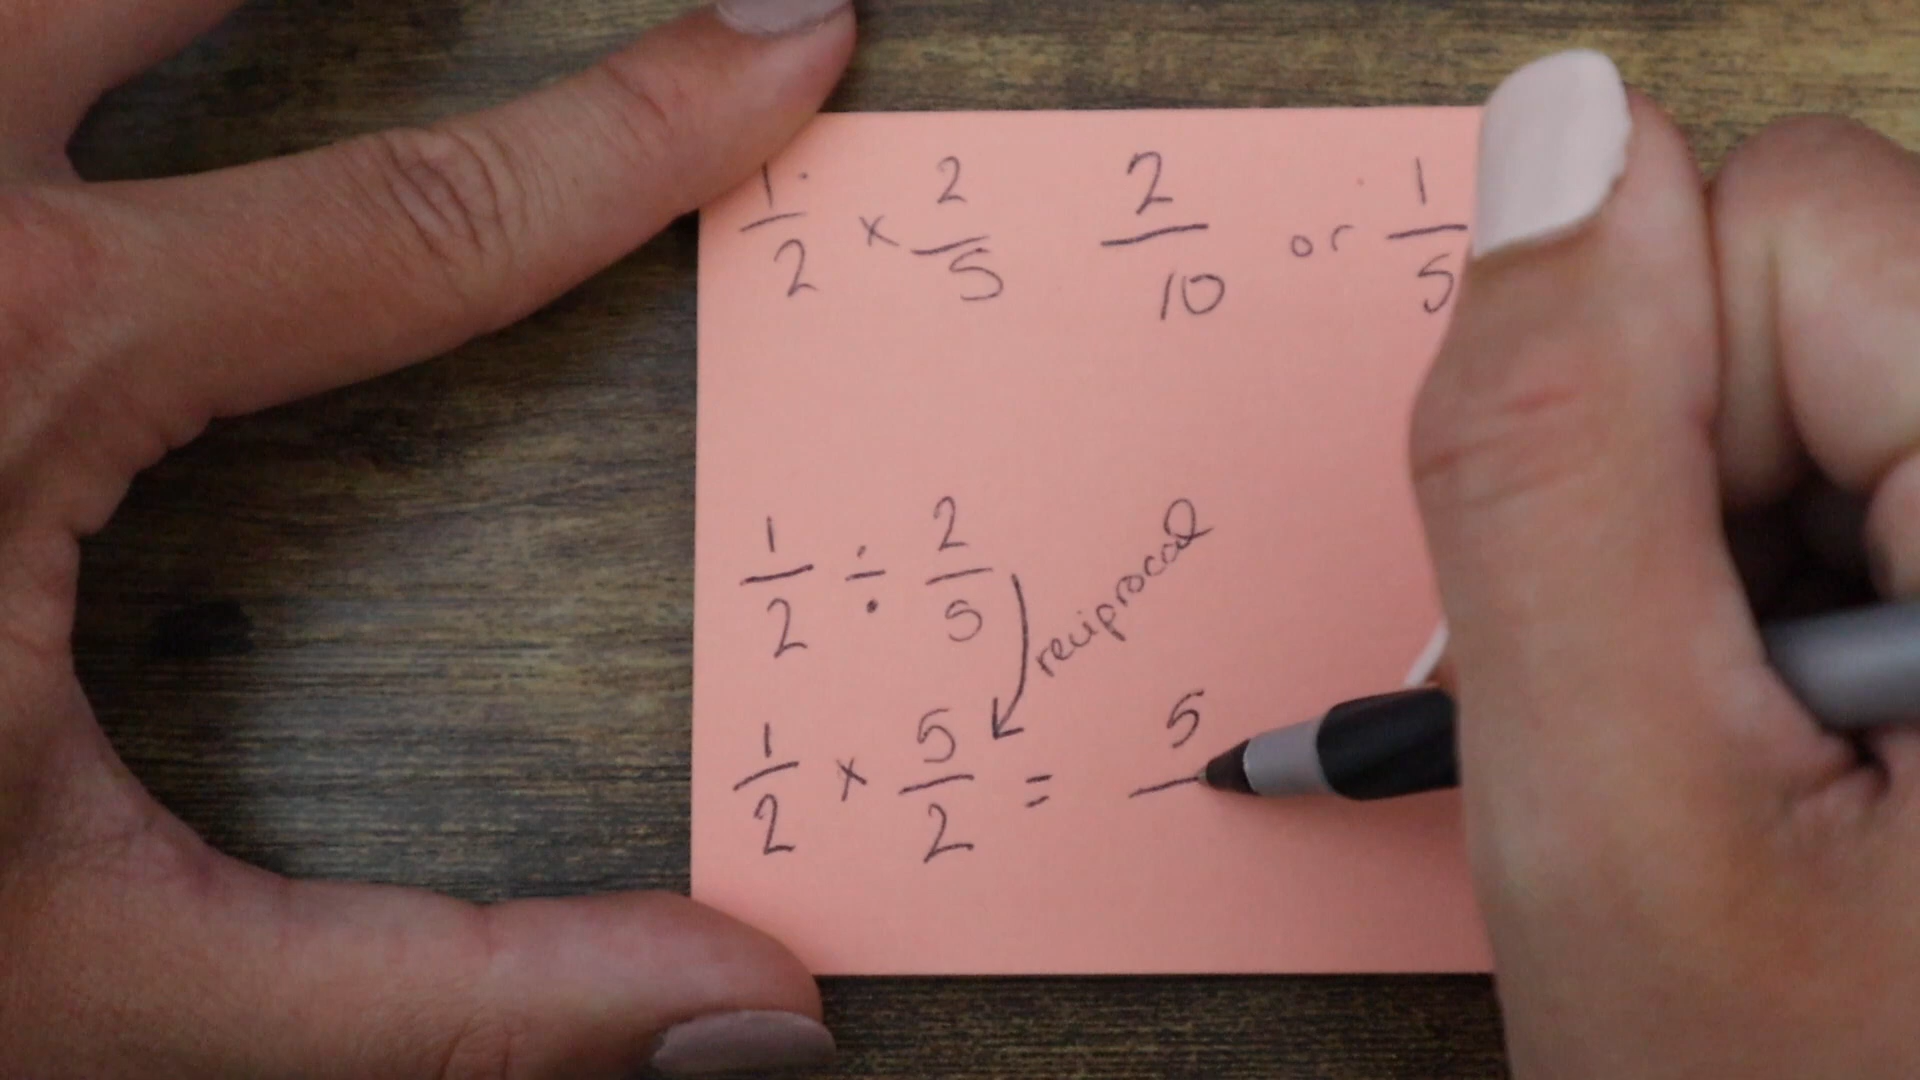 1/2 × 2/5 2/10 or 1/5
1/2 ÷ 2/5
reciprocal
1/2 × 5/2 = 5/